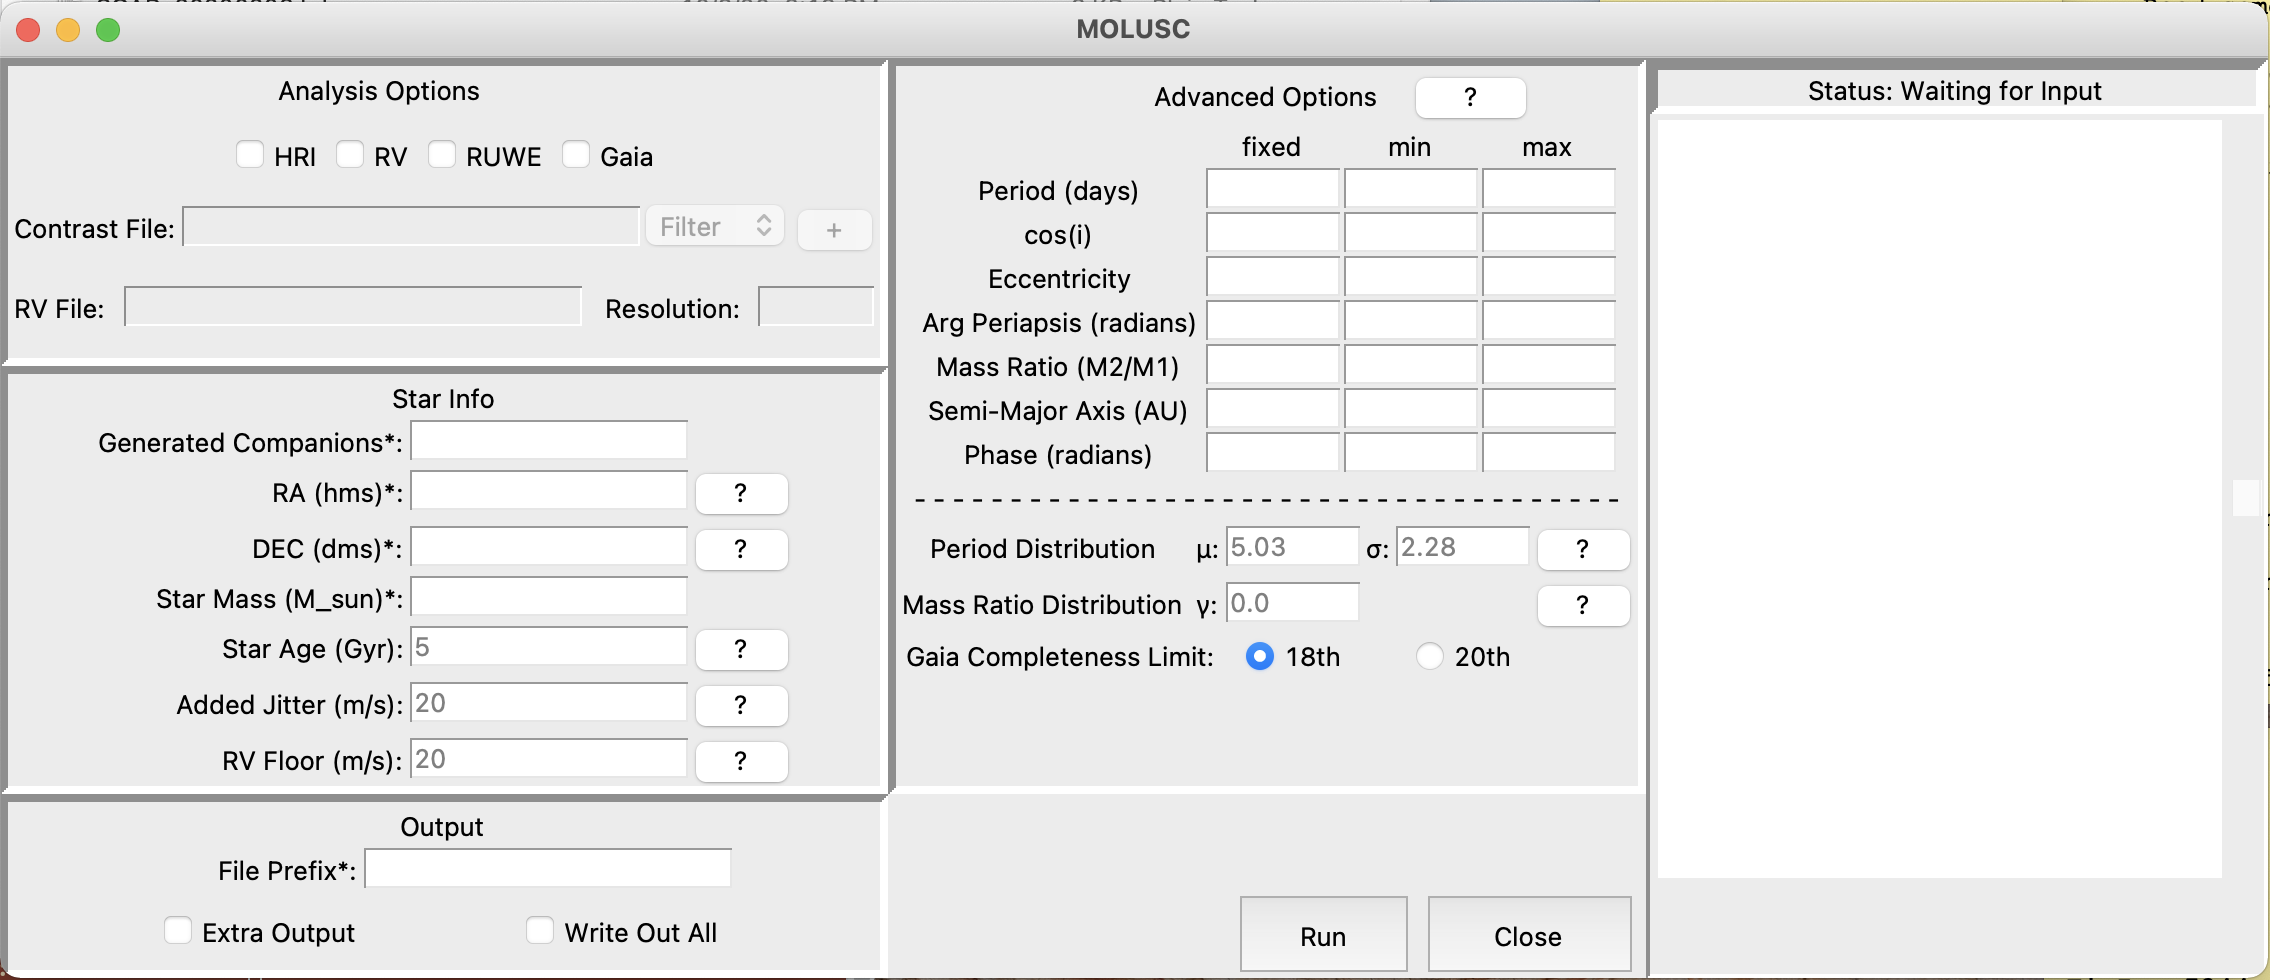 MOLUSC
Analysis Options
HRI RV RUWE Gaia
Contrast File: Filter +
RV File: Resolution:
Star Info
Generated Companions*:
RA (hms)*: ?
DEC (dms)*: ?
Star Mass (M_sun)*:
Star Age (Gyr): 5 ?
Added Jitter (m/s): 20 ?
RV Floor (m/s): 20 ?
Output
File Prefix*:
Extra Output Write Out All
Advanced Options ?
fixed min max
Period (days)
cos(i)
Eccentricity
Arg Periapsis (radians)
Mass Ratio (M2/M1)
Semi-Major Axis (AU)
Phase (radians)
Period Distribution μ: 5.03 σ: 2.28 ?
Mass Ratio Distribution γ: 0.0 ?
Gaia Completeness Limit: 18th 20th
Run Close
Status: Waiting for Input